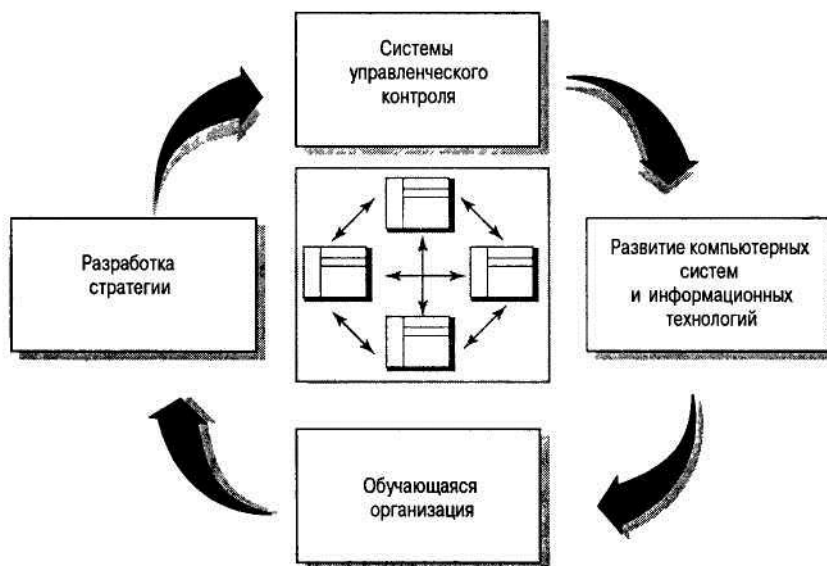 Системы
управленческого
контроля
Разработка
стратегии
Развитие компьютерных
систем
и информационных
технологий
Обучающаяся
организация